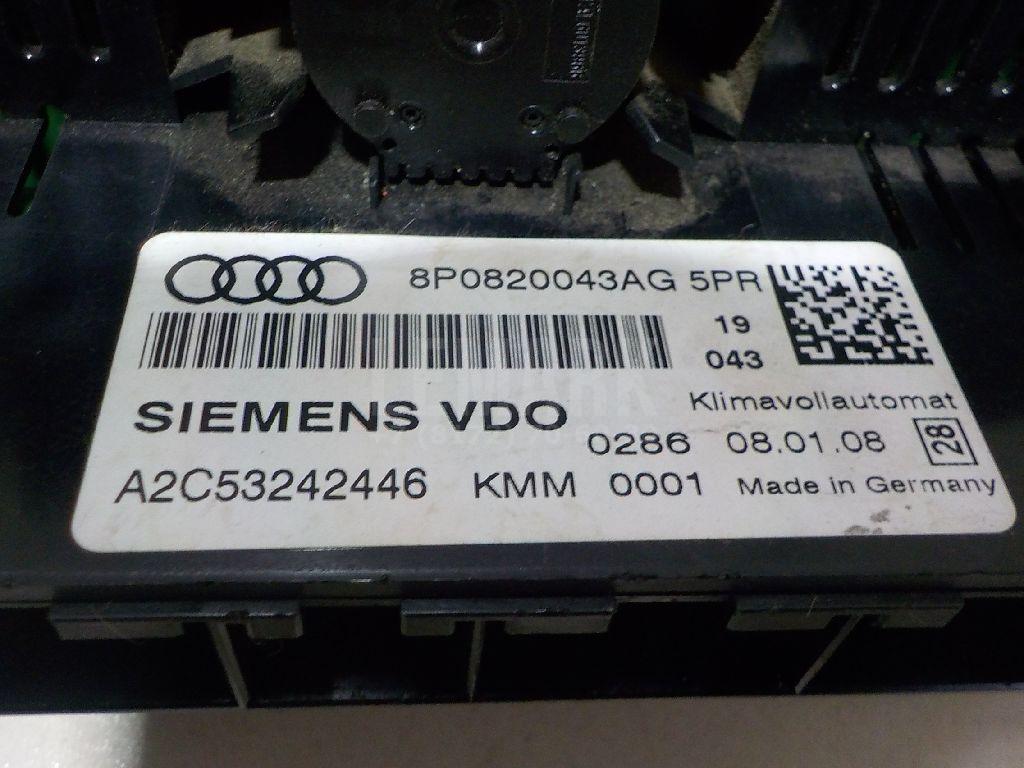 8P0820043AG 5PR
19
043
SIEMENS VDO
Klimavollautomat
0286 08.01.08 28
A2C53242446 KMM 0001 Made in Germany